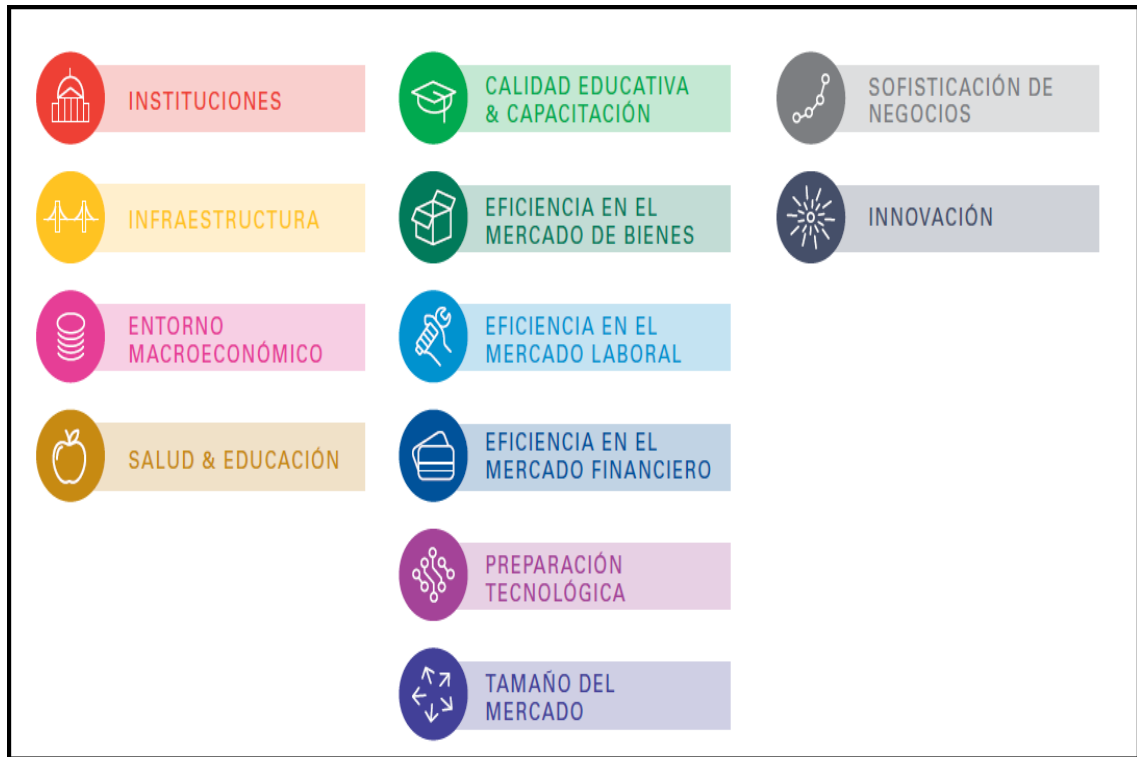 INSTITUCIONES
INFRAESTRUCTURA
ENTORNO
MACROECONÓMICO
SALUD & EDUCACIÓN
CALIDAD EDUCATIVA
& CAPACITACIÓN
EFICIENCIA EN EL
MERCADO DE BIENES
EFICIENCIA EN EL
MERCADO LABORAL
EFICIENCIA EN EL
MERCADO FINANCIERO
PREPARACIÓN
TECNOLÓGICA
TAMAÑO DEL
MERCADO
SOFISTICACIÓN DE
NEGOCIOS
INNOVACIÓN